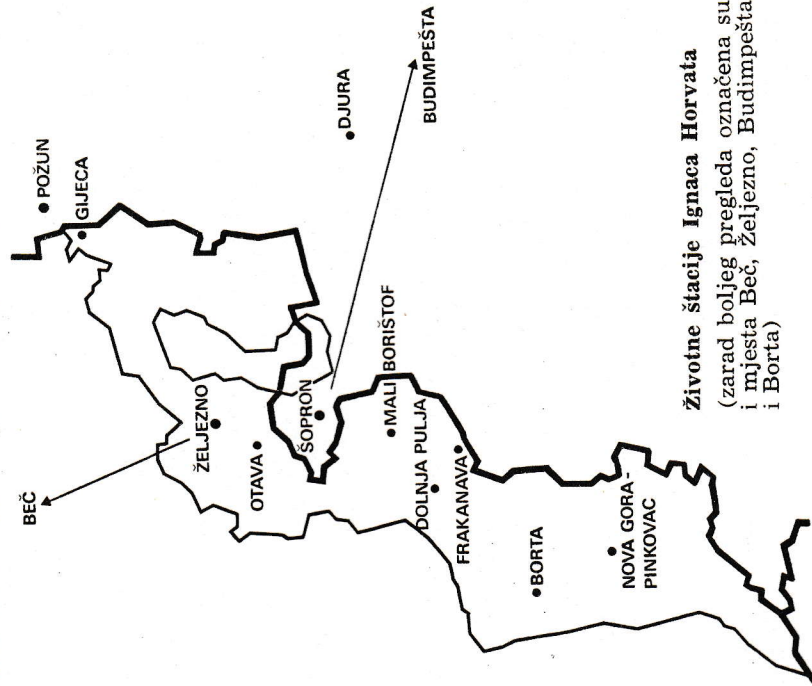 POŽUN
GIJECA
BEČ
ŽELJEZNO
OTAVA
ŠOPRON
DJURA
BUDIMPEŠTA
MALI BORIŠTOF
DOLNJA PULJA
FRAKANAVA
BORTA
NOVA GORA-
PINKOVAC
Životne štacije Ignaca Horvata
(zarad boljeg pregleda označena su
i mjesta Beč, Željezno, Budimpešta
i Borta)